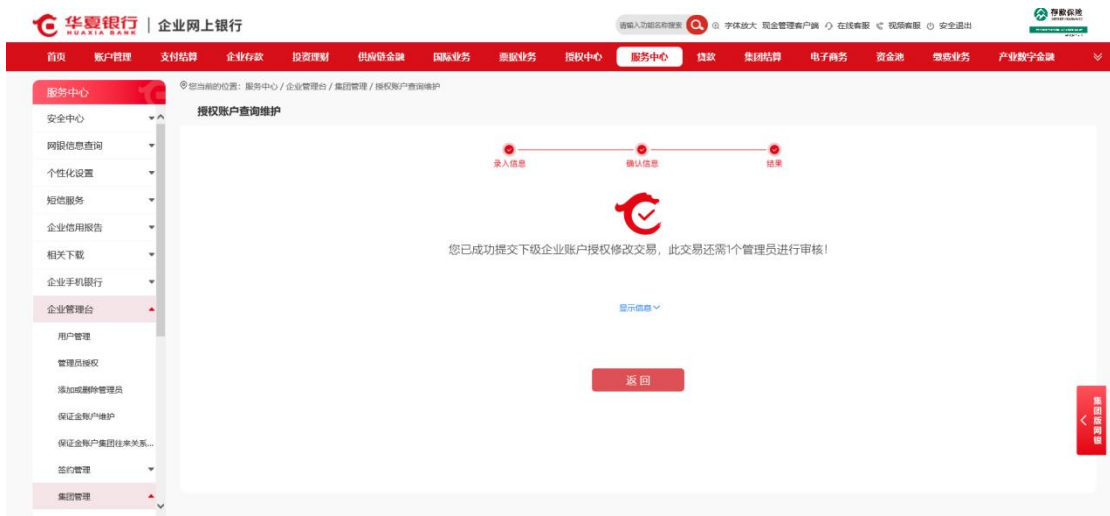 华夏银行 | 企业网上银行
HUAXIA BANK
请输入功能名称搜索 字体放大 现金管理客户端 在线客服 视频客服 安全退出
存款保险
首页 账户管理 支付结算 企业存款 投资理财 供应链金融 国际业务 票据业务 授权中心 服务中心 贷款 集团结算 电子商务 资金池 缴费业务 产业数字金融
服务中心
您当前的位置：服务中心 / 企业管理台 / 集团管理 / 授权账户查询维护
授权账户查询维护
安全中心
网银信息查询
个性化设置
短信服务
企业信用报告
相关下载
企业手机银行
企业管理台
用户管理
管理员授权
添加或删除管理员
保证金账户维护
保证金账户集团往来关系...
签约管理
集团管理
录入信息 确认信息 结果
您已成功提交下级企业账户授权修改交易，此交易还需1个管理员进行审核！
显示信息
返回
集团版网银